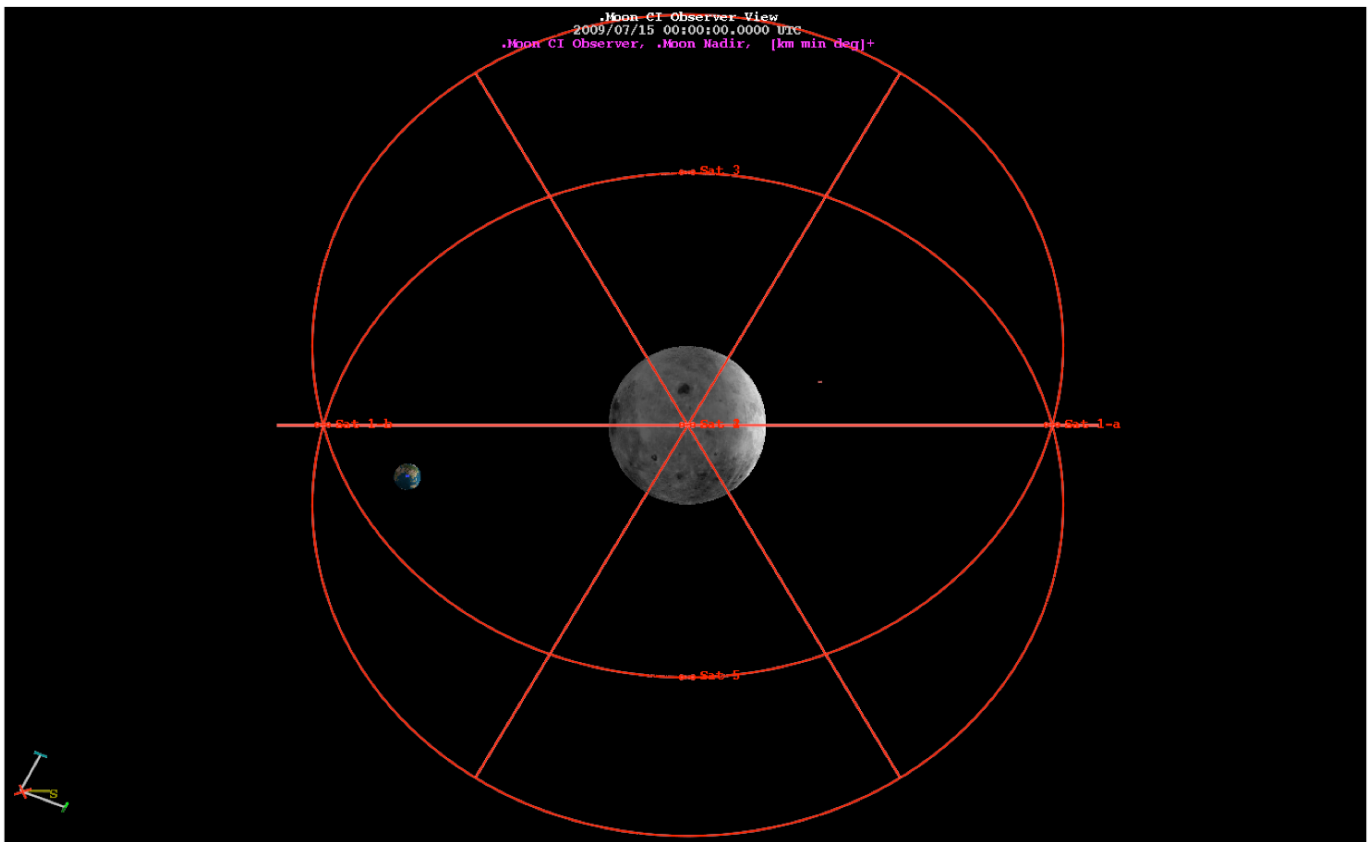 .Moon CI Observer View
2009/07/15 00:00:00.0000 UTC
.Moon CI Observer, .Moon Nadir, [km min deg]+
Sat 3
Sat 1-b
Sat
Sat 1-a
Sat 5
S